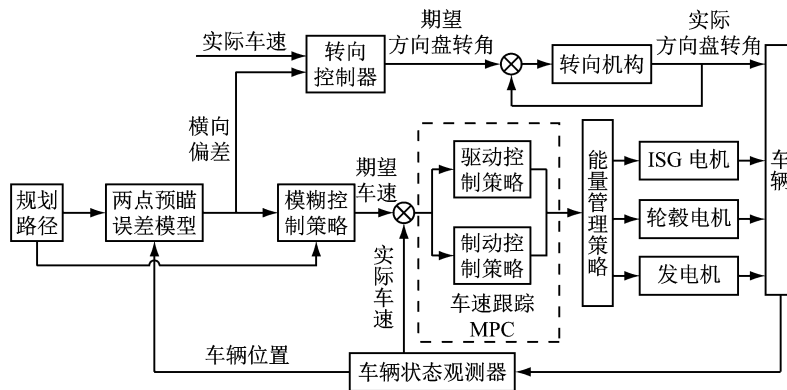 实际车速
转向
控制器
期望
方向盘转角
转向机构
实际
方向盘转角
车辆
横向
偏差
规划
路径
两点预瞄
误差模型
模糊控
制策略
期望
车速
实际车速
驱动控
制策略
制动控
制策略
车速跟踪
MPC
能量管理策略
ISG 电机
轮毂电机
发电机
车辆位置
车辆状态观测器